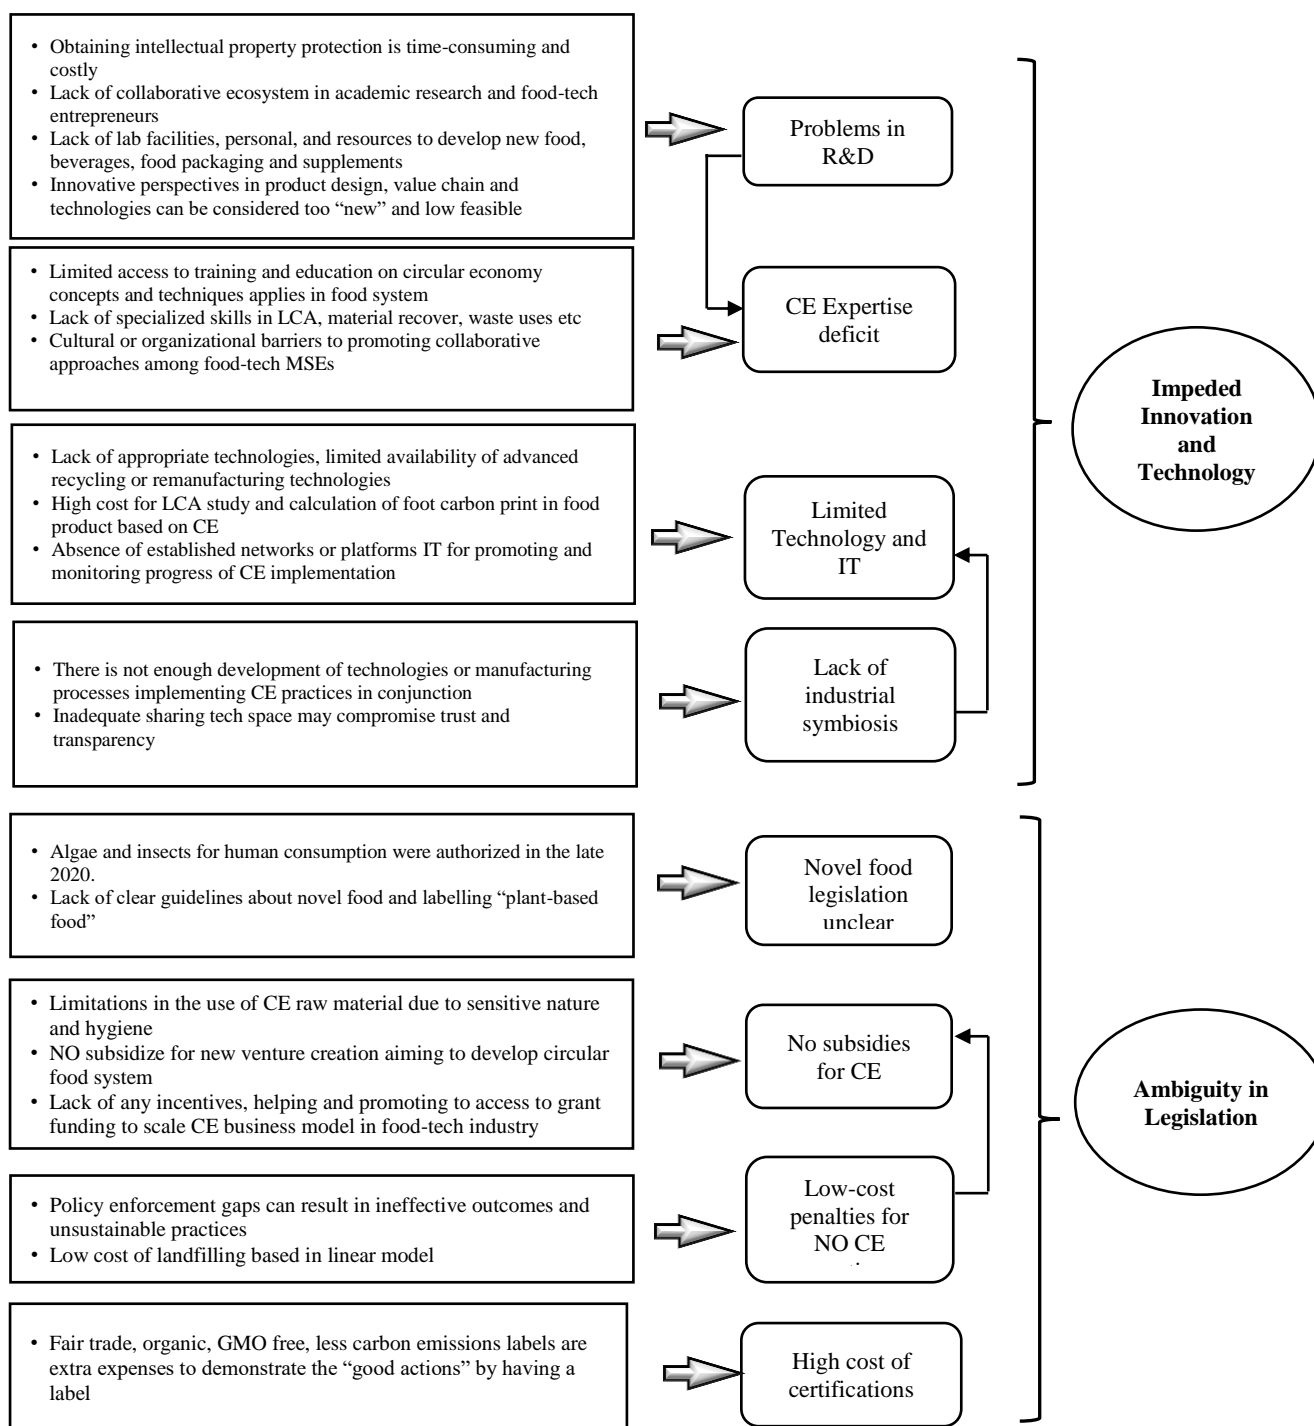 • Obtaining intellectual property protection is time-consuming and
costly
• Lack of collaborative ecosystem in academic research and food-tech
entrepreneurs
• Lack of lab facilities, personal, and resources to develop new food,
beverages, food packaging and supplements
• Innovative perspectives in product design, value chain and
technologies can be considered too “new” and low feasible
Problems in
R&D
• Limited access to training and education on circular economy
concepts and techniques applies in food system
• Lack of specialized skills in LCA, material recover, waste uses etc
• Cultural or organizational barriers to promoting collaborative
approaches among food-tech MSEs
CE Expertise
deficit
• Lack of appropriate technologies, limited availability of advanced
recycling or remanufacturing technologies
• High cost for LCA study and calculation of foot carbon print in food
product based on CE
• Absence of established networks or platforms IT for promoting and
monitoring progress of CE implementation
Limited
Technology and
IT
• There is not enough development of technologies or manufacturing
processes implementing CE practices in conjunction
• Inadequate sharing tech space may compromise trust and
transparency
Lack of
industrial
symbiosis
Impeded
Innovation
and
Technology
• Algae and insects for human consumption were authorized in the late
2020.
• Lack of clear guidelines about novel food and labelling “plant-based
food”
Novel food
legislation
unclear
• Limitations in the use of CE raw material due to sensitive nature
and hygiene
• NO subsidize for new venture creation aiming to develop circular
food system
• Lack of any incentives, helping and promoting to access to grant
funding to scale CE business model in food-tech industry
No subsidies
for CE
• Policy enforcement gaps can result in ineffective outcomes and
unsustainable practices
• Low cost of landfilling based in linear model
Low-cost
penalties for
NO CE
• Fair trade, organic, GMO free, less carbon emissions labels are
extra expenses to demonstrate the “good actions” by having a
label
High cost of
certifications
Ambiguity in
Legislation